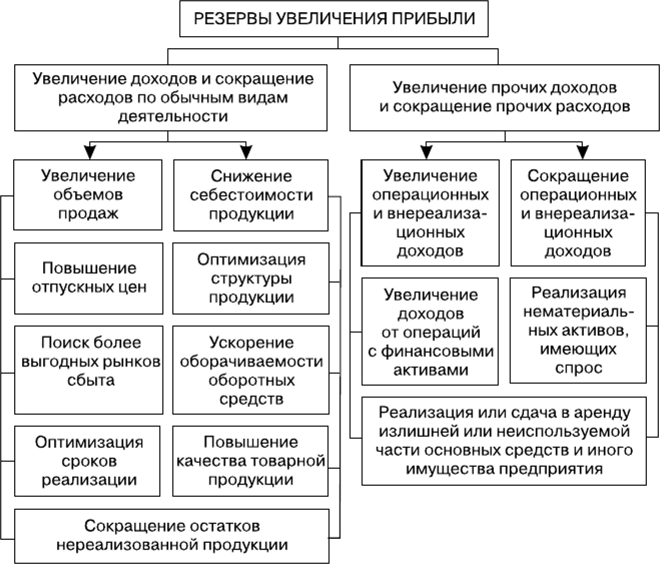 РЕЗЕРВЫ УВЕЛИЧЕНИЯ ПРИБЫЛИ
Увеличение доходов и сокращение
расходов по обычным видам
деятельности
Увеличение прочих доходов
и сокращение прочих расходов
Увеличение
объемов
продаж
Снижение
себестоимости
продукции
Увеличение
операционных
и внереализа-
ционных
доходов
Сокращение
операционных
и внереализа-
ционных
доходов
Повышение
отпускных цен
Оптимизация
структуры
продукции
Увеличение
доходов
от операций
с финансовыми
активами
Реализация
нематериаль-
ных активов,
имеющих
спрос
Поиск более
выгодных рынков
сбыта
Ускорение
оборачиваемости
оборотных
средств
Реализация или сдача в аренду
излишней или неиспользуемой
части основных средств и иного
имущества предприятия
Оптимизация
сроков
реализации
Повышение
качества товарной
продукции
Сокращение остатков
нереализованной продукции